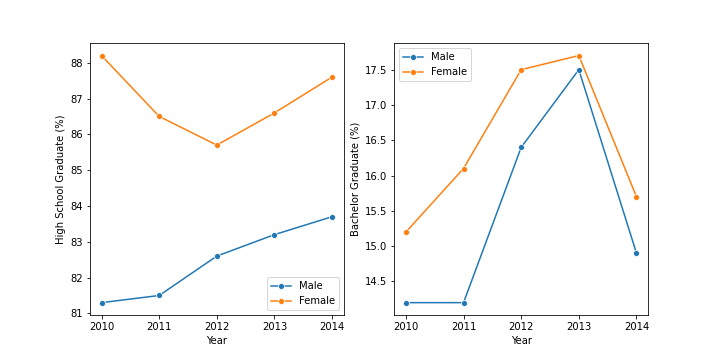 High School Graduate (%)
88
87
86
85
84
83
82
81
2010 2011 2012 2013 2014
Year
Male
Female
Bachelor Graduate (%)
17.5
17.0
16.5
16.0
15.5
15.0
14.5
2010 2011 2012 2013 2014
Year
Male
Female